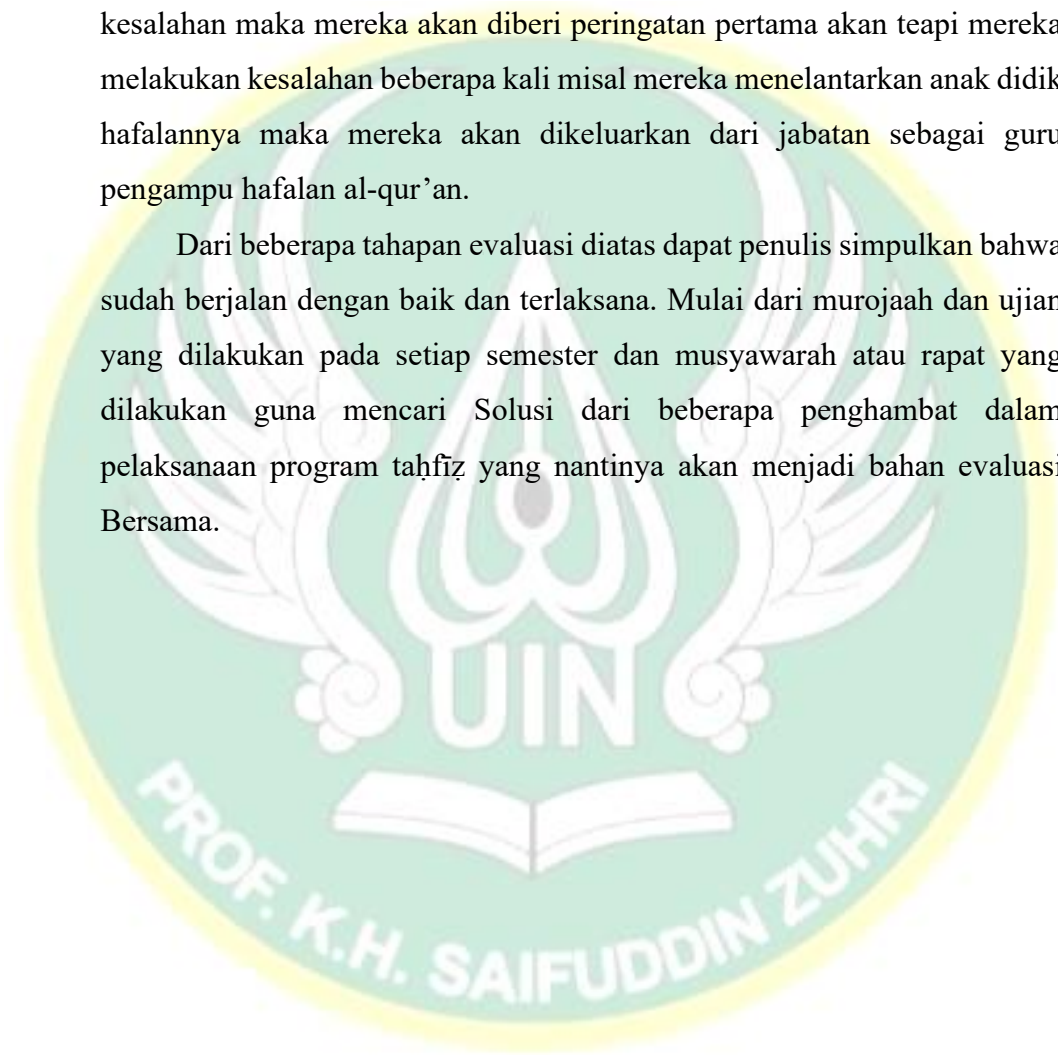 kesalahan maka mereka akan diberi peringatan pertama akan teapi mereka
melakukan kesalahan beberapa kali misal mereka menelantarkan anak didik
hafalannya maka mereka akan dikeluarkan dari jabatan sebagai guru
pengampu hafalan al-qur’an.
Dari beberapa tahapan evaluasi diatas dapat penulis simpulkan bahwa
sudah berjalan dengan baik dan terlaksana. Mulai dari murojaah dan ujian
yang dilakukan pada setiap semester dan musyawarah atau rapat yang
dilakukan guna mencari Solusi dari beberapa penghambat dalam
pelaksanaan program taḥfīẓ yang nantinya akan menjadi bahan evaluasi
Bersama.
UIN
PROF. K.H. SAIFUDDIN ZUHRI